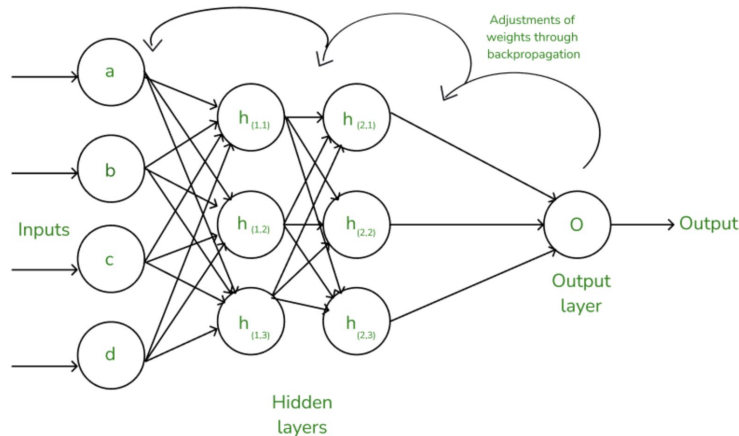 Adjustments of
weights through
backpropagation
a
h (1,1)
h (2,1)
b
Inputs
h (1,2)
h (2,2)
O
Output
c
Output
layer
d
h (1,3)
h (2,3)
Hidden
layers